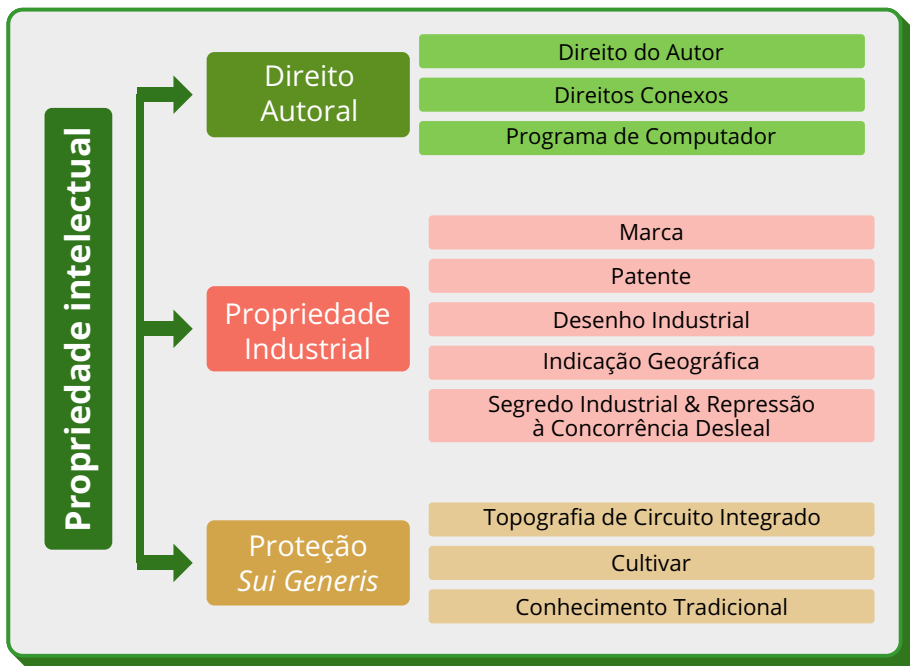 Propriedade intelectual
Direito
Autoral
Direito do Autor
Direitos Conexos
Programa de Computador
Propriedade
Industrial
Marca
Patente
Desenho Industrial
Indicação Geográfica
Segredo Industrial & Repressão
à Concorrência Desleal
Proteção
Sui Generis
Topografia de Circuito Integrado
Cultivar
Conhecimento Tradicional